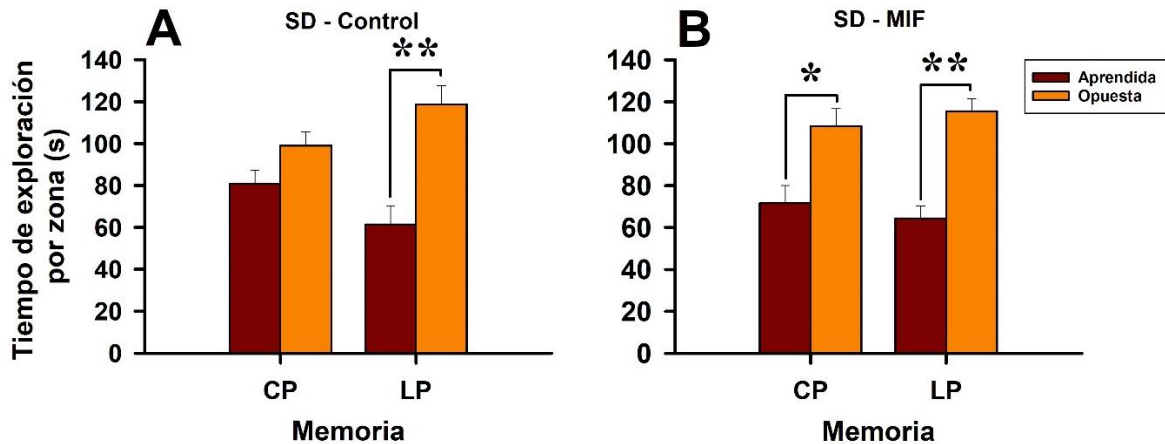 A
SD - Control
**
Tiempo de exploración
por zona (s)
140
120
100
80
60
40
20
0
CP
LP
Memoria
B
SD - MIF
*
**
140
120
100
80
60
40
20
0
CP
LP
Memoria
Aprendida
Opuesta